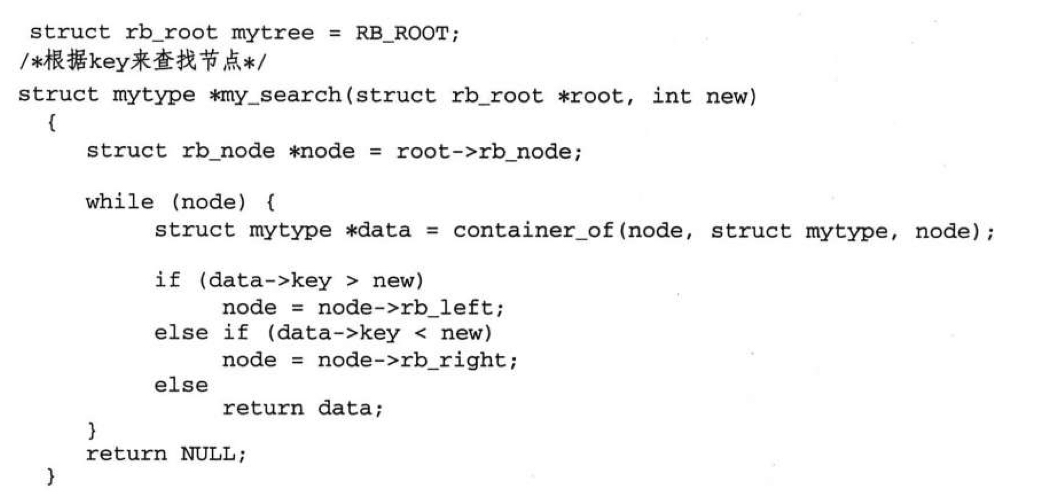 struct rb_root mytree = RB_ROOT;
/*根据key来查找节点*/
struct mytype *my_search(struct rb_root *root, int new)
{
struct rb_node *node = root->rb_node;
while (node) {
struct mytype *data = container_of(node, struct mytype, node);
if (data->key > new)
node = node->rb_left;
else if (data->key < new)
node = node->rb_right;
else
return data;
}
return NULL;
}